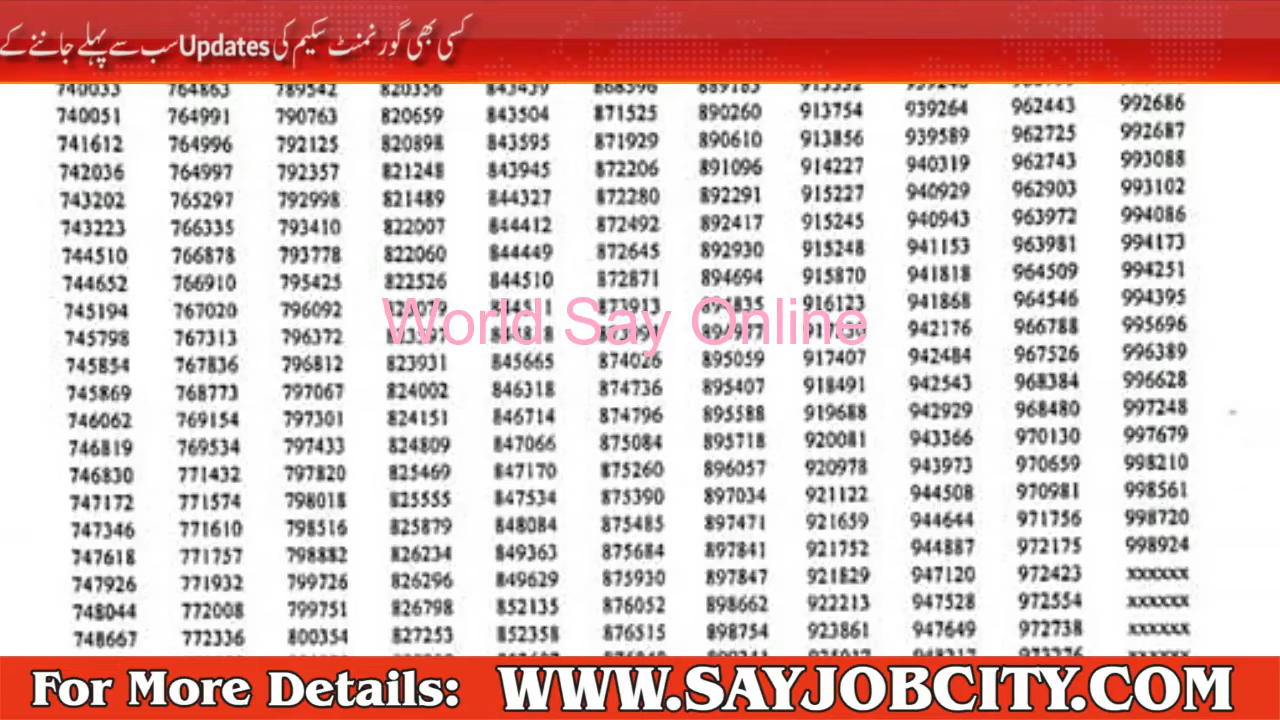 کسی بھی گورنمنٹ سکیم کی Updates سب سے پہلے جاننے کے
740051 764991 790763 820659 843504 871525 890260 913754 939264 962443 992686
741612 764996 792125 820898 843595 871929 890610 913856 939589 962725 992687
742036 764997 792357 821248 843945 872206 891096 914227 940319 962743 993088
743202 765297 792998 821489 844327 872280 892291 915227 940929 962903 993102
743223 766335 793410 822007 844412 872492 892417 915245 940943 963972 994086
744510 766878 793778 822060 844449 872645 892930 915248 941153 963981 994173
744652 766910 795425 822526 844510 872871 894694 915870 941818 964509 994251
745194 767020 796092 873913 916123 941868 964546 994395
World Say Online
745798 767313 796372 942176 966788 995696
745854 767836 796812 823931 845665 874026 895059 917407 942484 967526 996389
745869 768773 797067 824002 846318 874736 895407 918491 942543 968384 996628
746062 769154 797301 824151 846714 874796 895588 919688 942929 968480 997248
746819 769534 797433 824809 847066 875084 895718 920081 943366 970130 997679
746830 771432 797820 825469 847170 875260 896057 920978 943973 970659 998210
747172 771574 798018 825555 847534 875390 897034 921122 944508 970981 998561
747346 771610 798516 825879 848084 875485 897471 921659 944644 971756 998720
747618 771757 798882 826234 849363 875684 897841 921752 944887 972175 998924
747926 771932 799726 826296 849629 875930 897847 921829 947120 972423 xxxxxx
748044 772008 799751 826798 852135 876052 898662 922213 947528 972554 xxxxxx
748667 772336 800354 827253 852358 876515 898754 923861 947649 972738 xxxxxx
For More Details: WWW.SAYJOBCITY.COM